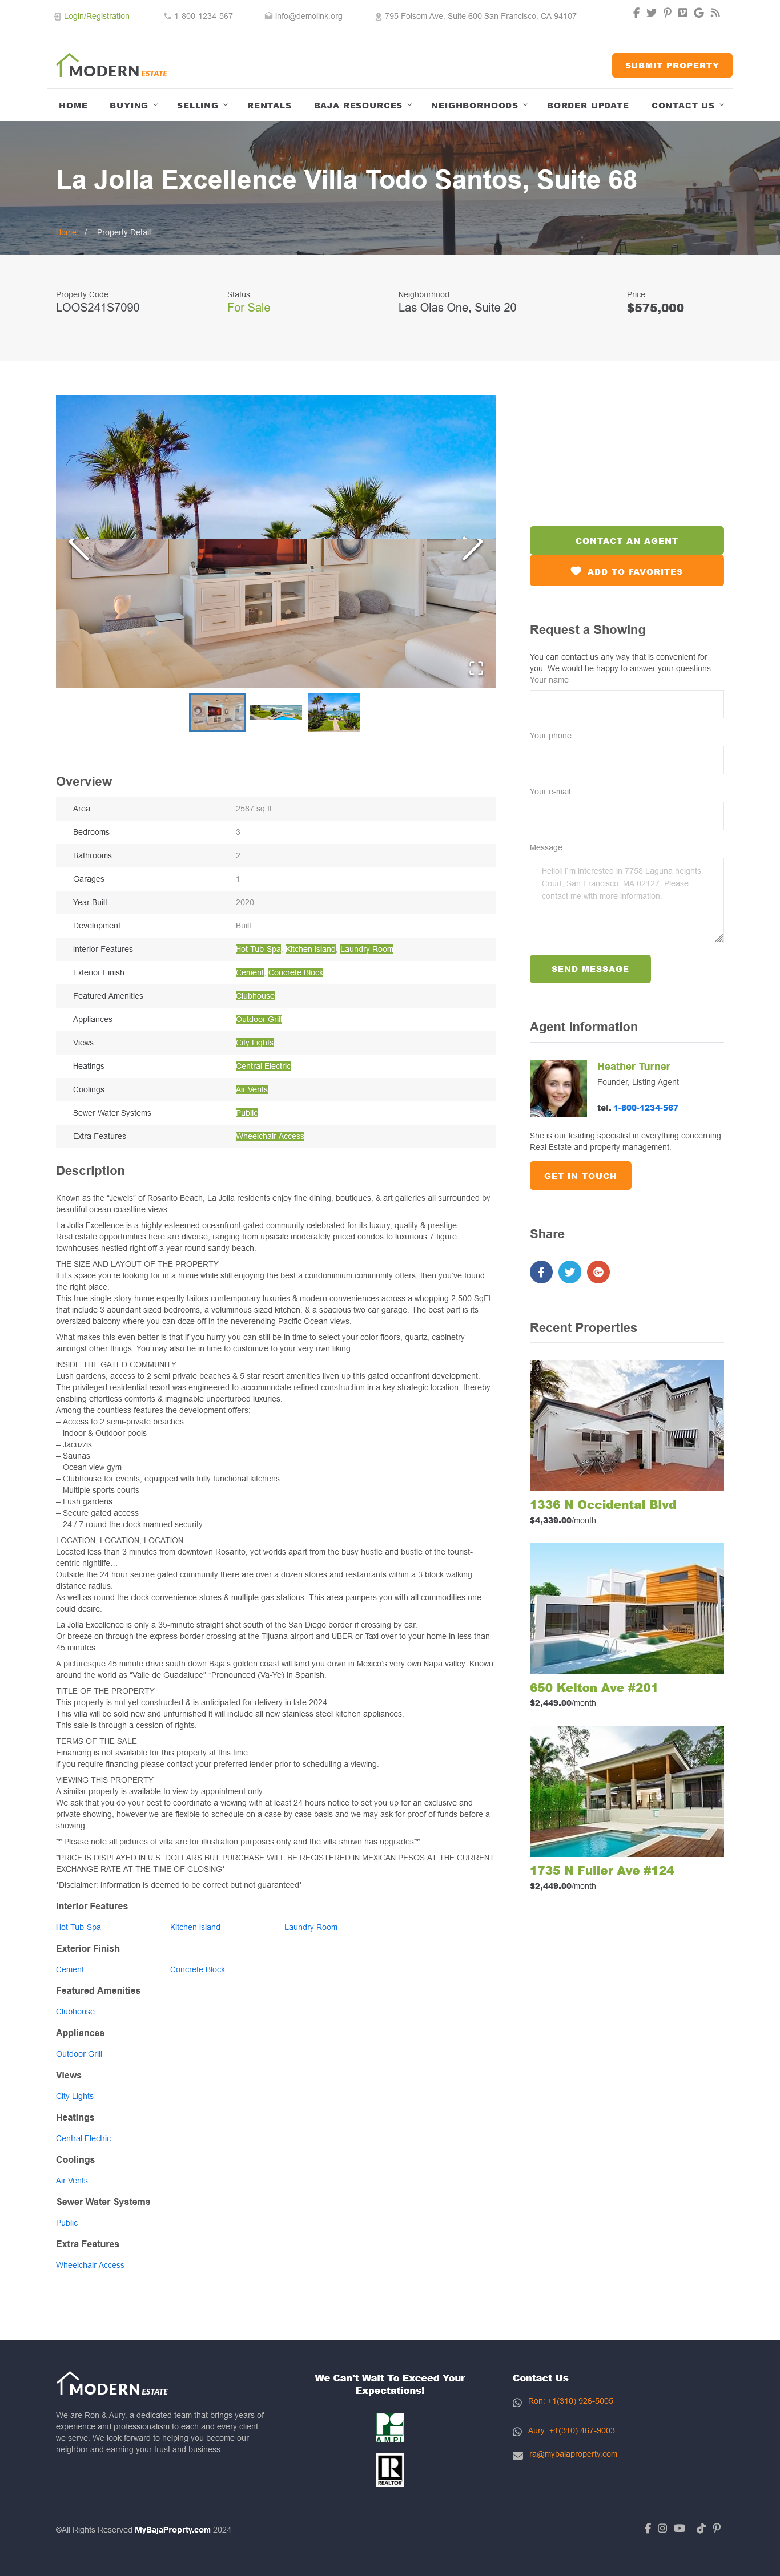 Login/Registration
1-800-1234-567
info@demolink.org
795 Folsom Ave, Suite 600 San Francisco, CA 94107
MODERN ESTATE
SUBMIT PROPERTY
HOME
BUYING
SELLING
RENTALS
BAJA RESOURCES
NEIGHBORHOODS
BORDER UPDATE
CONTACT US
La Jolla Excellence Villa Todo Santos, Suite 68
Home / Property Detail
Property Code
LOOS241S7090
Status
For Sale
Neighborhood
Las Olas One, Suite 20
Price
$575,000
Overview
Area 2587 sq ft
Bedrooms 3
Bathrooms 2
Garages 1
Year Built 2020
Development Built
Interior Features Hot Tub-Spa, Kitchen Island, Laundry Room
Exterior Finish Cement, Concrete Block
Featured Amenities Clubhouse
Appliances Outdoor Grill
Views City Lights
Heatings Central Electric
Coolings Air Vents
Sewer Water Systems Public
Extra Features Wheelchair Access
Description
Known as the “Jewels” of Rosarito Beach, La Jolla residents enjoy fine dining, boutiques, & art galleries all surrounded by
beautiful ocean coastline views.
La Jolla Excellence is a highly esteemed oceanfront gated community celebrated for its luxury, quality & prestige.
Real estate opportunities here are diverse, ranging from upscale moderately priced condos to luxurious 7 figure
townhouses nestled right off a year round sandy beach.
THE SIZE AND LAYOUT OF THE PROPERTY
If it’s space you’re looking for in a home while still enjoying the best a condominium community offers, then you’ve found
the right place.
This true single-story home expertly tailors contemporary luxuries & modern conveniences across a whopping 2,500 SqFt
that include 3 abundant sized bedrooms, a voluminous sized kitchen, & a spacious two car garage. The best part is its
oversized balcony where you can doze off in the neverending Pacific Ocean views.
What makes this even better is that if you hurry you can still be in time to select your color floors, quartz, cabinetry
amongst other things. You may also be in time to customize to your very own liking.
INSIDE THE GATED COMMUNITY
Lush gardens, access to 2 semi private beaches & 5 star resort amenities liven up this gated oceanfront development.
The privileged residential resort was engineered to accommodate refined construction in a key strategic location, thereby
enabling effortless comforts & imaginable unperturbed luxuries.
Among the countless features the development offers:
– Access to 2 semi-private beaches
– Indoor & Outdoor pools
– Jacuzzis
– Saunas
– Ocean view gym
– Clubhouse for events; equipped with fully functional kitchens
– Multiple sports courts
– Lush gardens
– Secure gated access
– 24 / 7 round the clock manned security
LOCATION, LOCATION, LOCATION
Located less than 3 minutes from downtown Rosarito, yet worlds apart from the busy hustle and bustle of the tourist-
centric nightlife…
Outside the 24 hour secure gated community there are over a dozen stores and restaurants within a 3 block walking
distance radius.
As well as round the clock convenience stores & multiple gas stations. This area pampers you with all commodities one
could desire.
La Jolla Excellence is only a 35-minute straight shot south of the San Diego border if crossing by car.
Or breeze on through the express border crossing at the Tijuana airport and UBER or Taxi over to your home in less than
45 minutes.
A picturesque 45 minute drive south down Baja’s golden coast will land you down in Mexico’s very own Napa valley. Known
around the world as “Valle de Guadalupe” *Pronounced (Va-Ye) in Spanish.
TITLE OF THE PROPERTY
This property is not yet constructed & is anticipated for delivery in late 2024.
This villa will be sold new and unfurnished It will include all new stainless steel kitchen appliances.
This sale is through a cession of rights.
TERMS OF THE SALE
Financing is not available for this property at this time.
If you require financing please contact your preferred lender prior to scheduling a viewing.
VIEWING THIS PROPERTY
A similar property is available to view by appointment only.
We ask that you do your best to coordinate a viewing with at least 24 hours notice to set you up for an exclusive and
private showing, however we are flexible to schedule on a case by case basis and we may ask for proof of funds before a
showing.
** Please note all pictures of villa are for illustration purposes only and the villa shown has upgrades**
*PRICE IS DISPLAYED IN U.S. DOLLARS BUT PURCHASE WILL BE REGISTERED IN MEXICAN PESOS AT THE CURRENT
EXCHANGE RATE AT THE TIME OF CLOSING*
*Disclaimer: Information is deemed to be correct but not guaranteed*
Interior Features
Hot Tub-Spa Kitchen Island Laundry Room
Exterior Finish
Cement Concrete Block
Featured Amenities
Clubhouse
Appliances
Outdoor Grill
Views
City Lights
Heatings
Central Electric
Coolings
Air Vents
Sewer Water Systems
Public
Extra Features
Wheelchair Access
CONTACT AN AGENT
ADD TO FAVORITES
Request a Showing
You can contact us any way that is convenient for
you. We would be happy to answer your questions.
Your name
Your phone
Your e-mail
Message
Hello! I`m interested in 7758 Laguna heights
Court, San Francisco, MA 02127. Please
contact me with more information
SEND MESSAGE
Agent Information
Heather Turner
Founder, Listing Agent
tel. 1-800-1234-567
She is our leading specialist in everything concerning
Real Estate and property management.
GET IN TOUCH
Share
Recent Properties
1336 N Occidental Blvd
$4,339.00/month
650 Kelton Ave #201
$2,449.00/month
1735 N Fuller Ave #124
$2,449.00/month
MODERN ESTATE
We are Ron & Aury, a dedicated team that brings years of
experience and professionalism to each and every client
we serve. We look forward to helping you become our
neighbor and earning your trust and business.
We Can't Wait To Exceed Your
Expectations!
AMPI
REALTOR
Contact Us
Ron: +1(310) 926-5005
Aury: +1(310) 467-9003
ra@mybajaproperty.com
©All Rights Reserved MyBajaProprty.com 2024